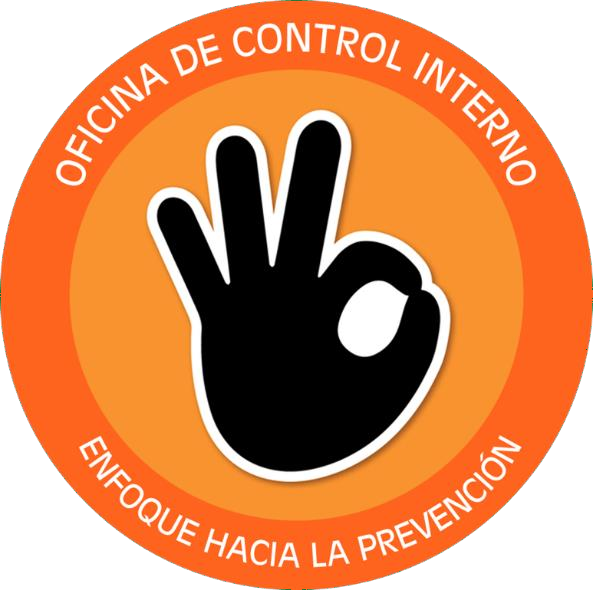 OFICINA DE CONTROL INTERNO
ENFOQUE HACIA LA PREVENCIÓN